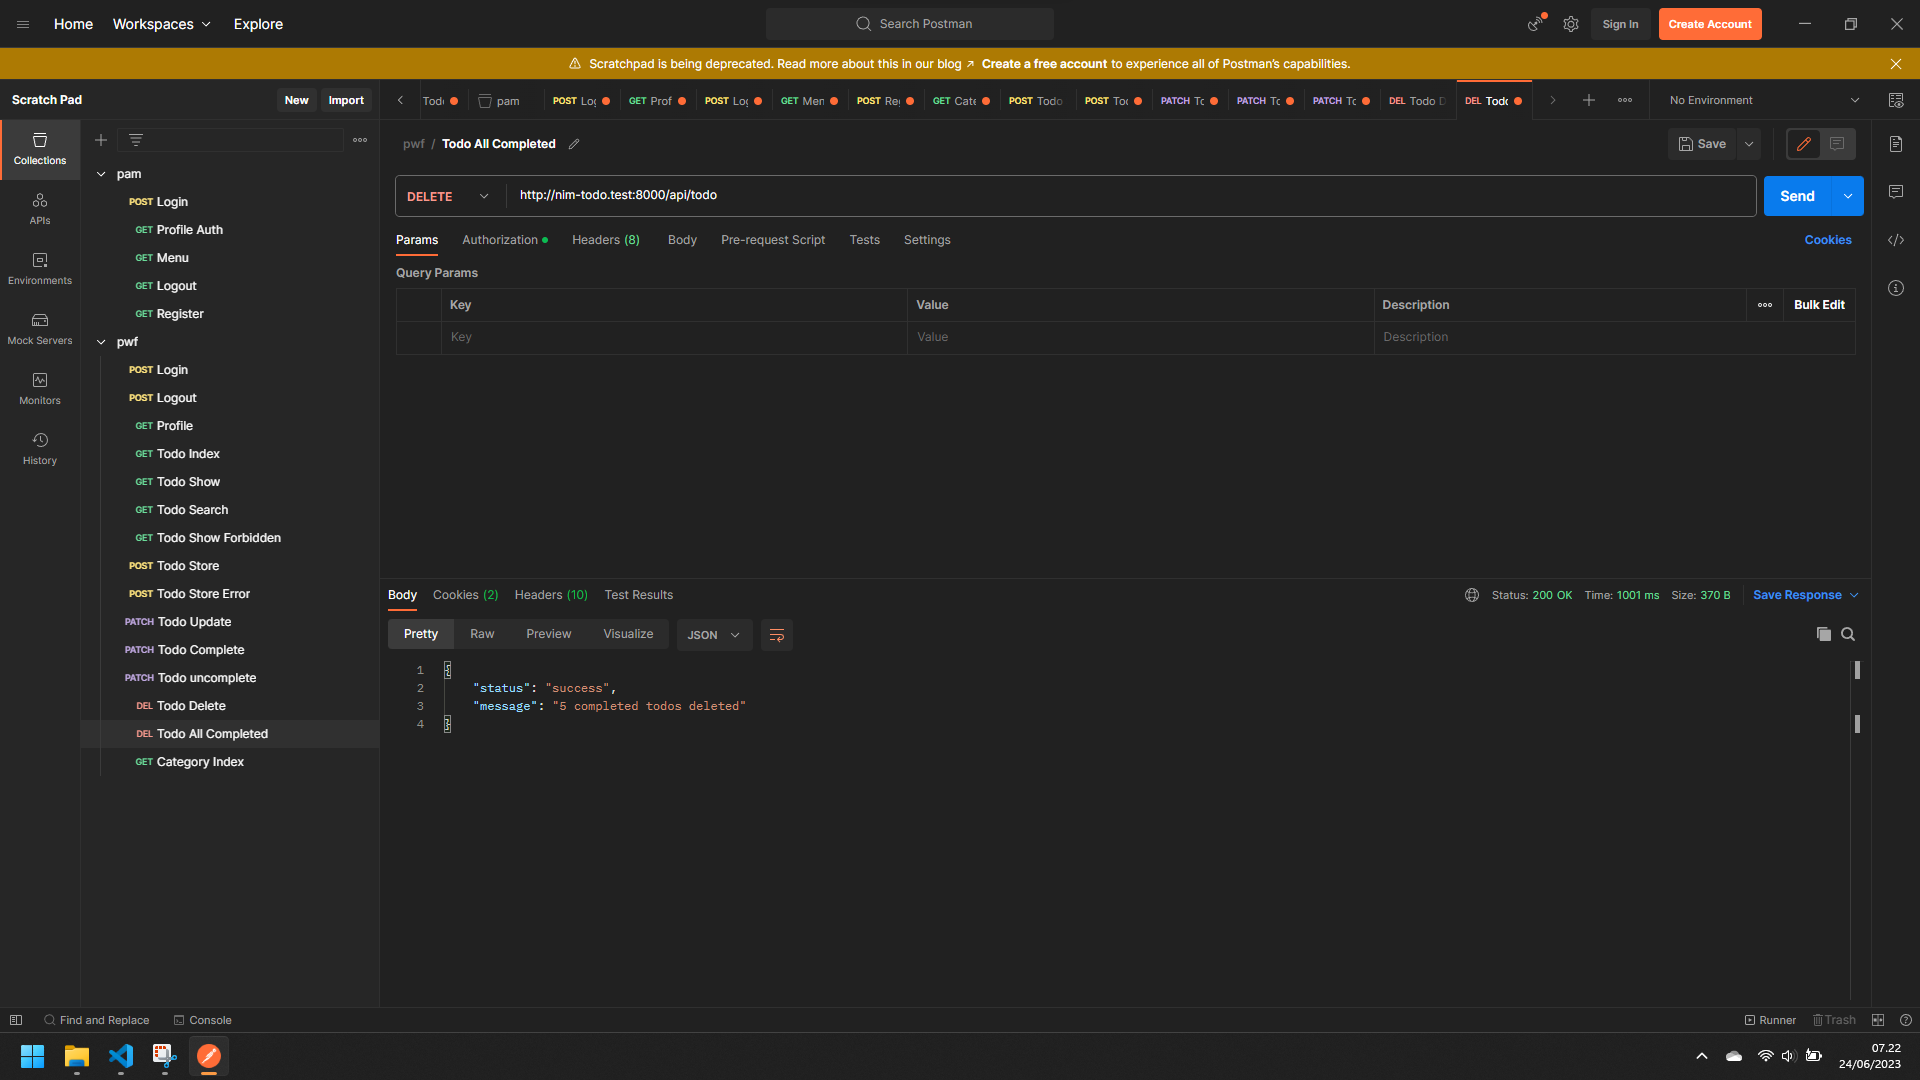 Home Workspaces Explore Search Postman Sign In Create Account
Scratchpad is being deprecated. Read more about this in our blog ↗ Create a free account to experience all of Postman's capabilities.
Scratch Pad New Import
Todo pam POST Log GET Prof POST Log GET Men POST Reg GET Cate POST Todo POST Toc PATCH Tc PATCH Tc PATCH Tc DEL Todo D DEL Todo No Environment
Collections
APIs
Environments
Mock Servers
Monitors
History
pam
POST Login
GET Profile Auth
GET Menu
GET Logout
GET Register
pwf
POST Login
POST Logout
GET Profile
GET Todo Index
GET Todo Show
GET Todo Search
GET Todo Show Forbidden
POST Todo Store
POST Todo Store Error
PATCH Todo Update
PATCH Todo Complete
PATCH Todo uncomplete
DEL Todo Delete
DEL Todo All Completed
GET Category Index
pwf / Todo All Completed Save
DELETE http://nim-todo.test:8000/api/todo Send
Params Authorization Headers (8) Body Pre-request Script Tests Settings Cookies
Query Params
Key Value Description Bulk Edit
Key Value Description
Body Cookies (2) Headers (10) Test Results Status: 200 OK Time: 1001 ms Size: 370 B Save Response
Pretty Raw Preview Visualize JSON
1 {
2 "status": "success",
3 "message": "5 completed todos deleted"
4 }
Find and Replace Console Runner Trash
07.22
24/06/2023